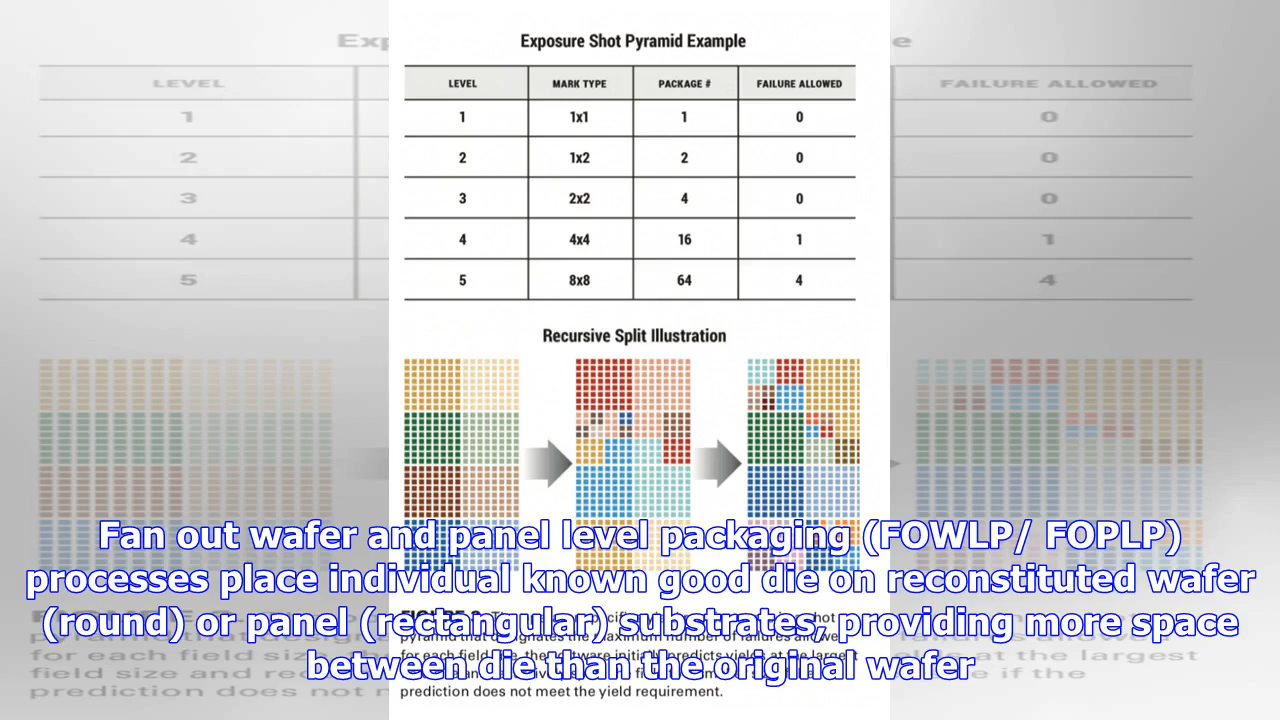 Exposure Shot Pyramid Example
LEVEL MARK TYPE PACKAGE # FAILURE ALLOWED
1 1x1 1 0
2 1x2 2 0
3 2x2 4 0
4 4x4 16 1
5 8x8 64 4
Recursive Split Illustration
Fan out wafer and panel level packaging (FOWLP/ FOPLP)
processes place individual known good die on reconstituted wafer
(round) or panel (rectangular) substrates, providing more space
between die than the original wafer
prediction does not meet the yield requirement.